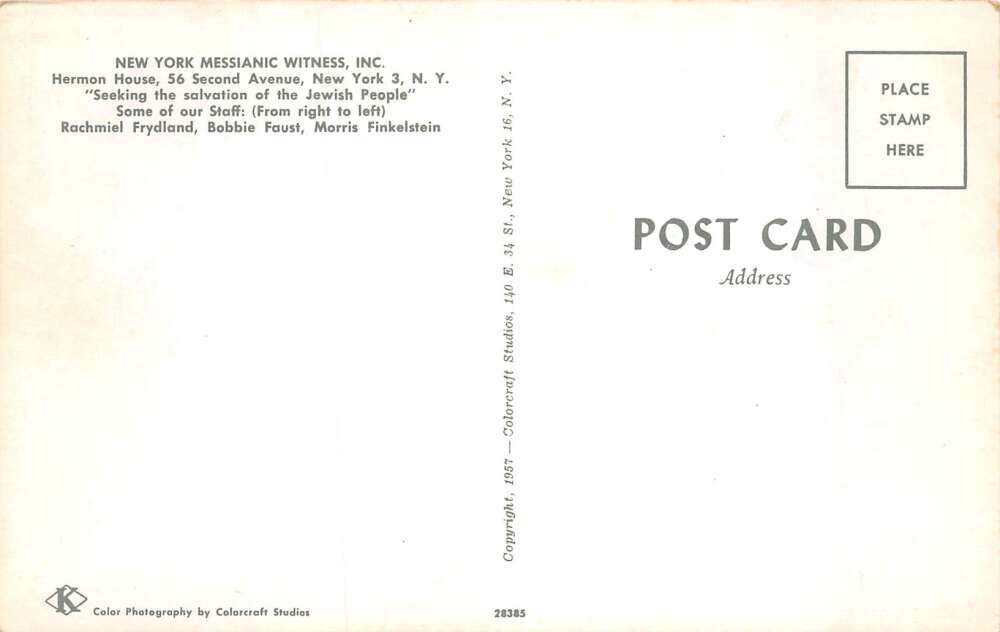 NEW YORK MESSIANIC WITNESS, INC.
Hermon House, 56 Second Avenue, New York 3, N. Y.
"Seeking the salvation of the Jewish People"
Some of our Staff: (From right to left)
Rachmiel Frydland, Bobbie Faust, Morris Finkelstein
Copyright, 1957 — Colorcraft Studios, 140 E. 34 St., New York 16, N. Y.
PLACE
STAMP
HERE
POST CARD
Address
K
Color Photography by Colorcraft Studios
28385